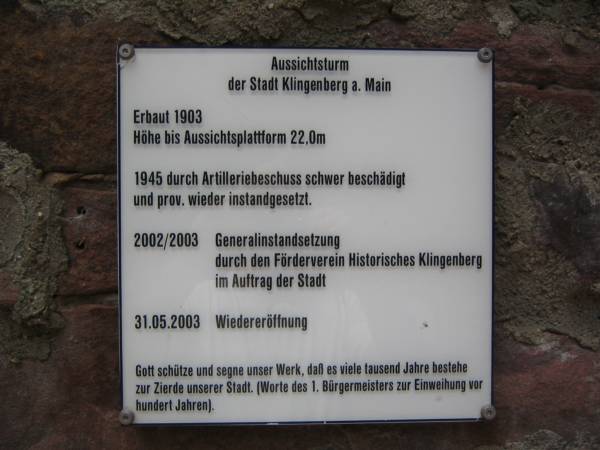 Aussichtsturm
der Stadt Klingenberg a. Main
Erbaut 1903
Höhe bis Aussichtsplattform 22,0m
1945 durch Artilleriebeschuss schwer beschädigt
und prov. wieder instandgesetzt.
2002/2003 Generalinstandsetzung
durch den Förderverein Historisches Klingenberg
im Auftrag der Stadt
31.05.2003 Wiedereröffnung
Gott schütze und segne unser Werk, daß es viele tausend Jahre bestehe
zur Zierde unserer Stadt. (Worte des 1. Bürgermeisters zur Einweihung vor
hundert Jahren).